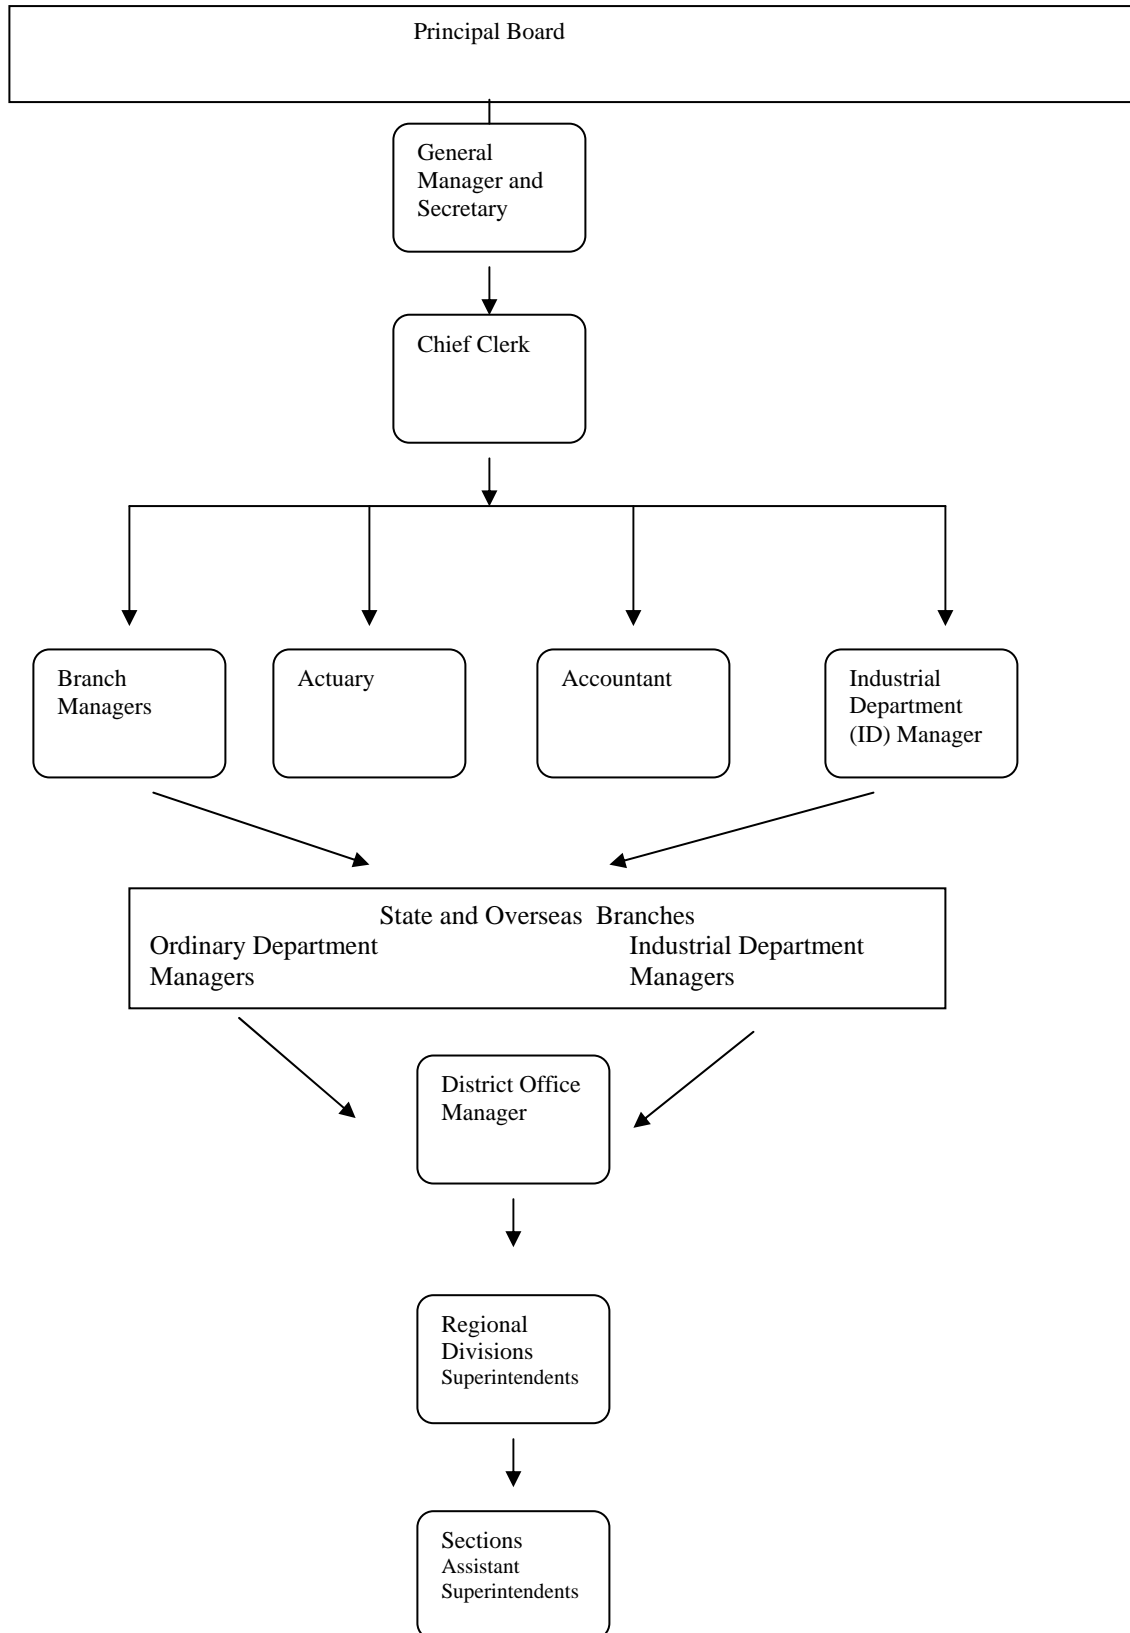 Principal Board
General
Manager and
Secretary
Chief Clerk
Branch
Managers
Actuary
Accountant
Industrial
Department
(ID) Manager
State and Overseas  Branches
Ordinary Department
Managers
Industrial Department
Managers
District Office
Manager
Regional
Divisions
Superintendents
Sections
Assistant
Superintendents